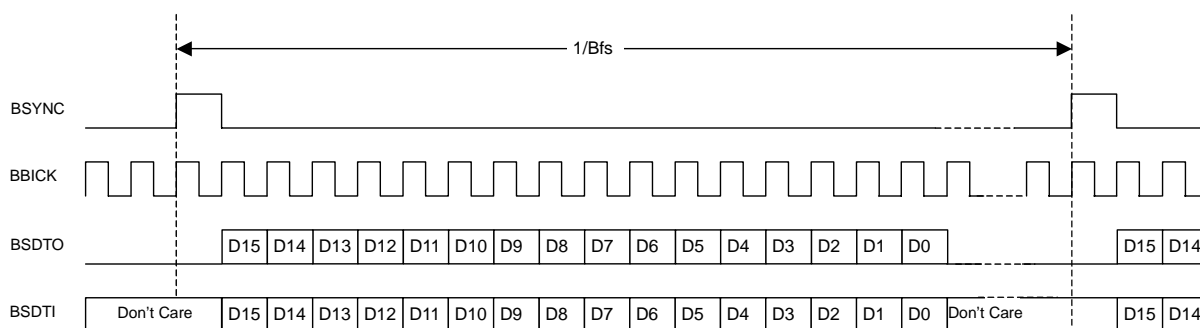 1/Bfs
BSYNC
BBICK
BSDTO D15 D14 D13 D12 D11 D10 D9 D8 D7 D6 D5 D4 D3 D2 D1 D0 D15 D14
BSDTI Don't Care D15 D14 D13 D12 D11 D10 D9 D8 D7 D6 D5 D4 D3 D2 D1 D0 Don't Care D15 D14